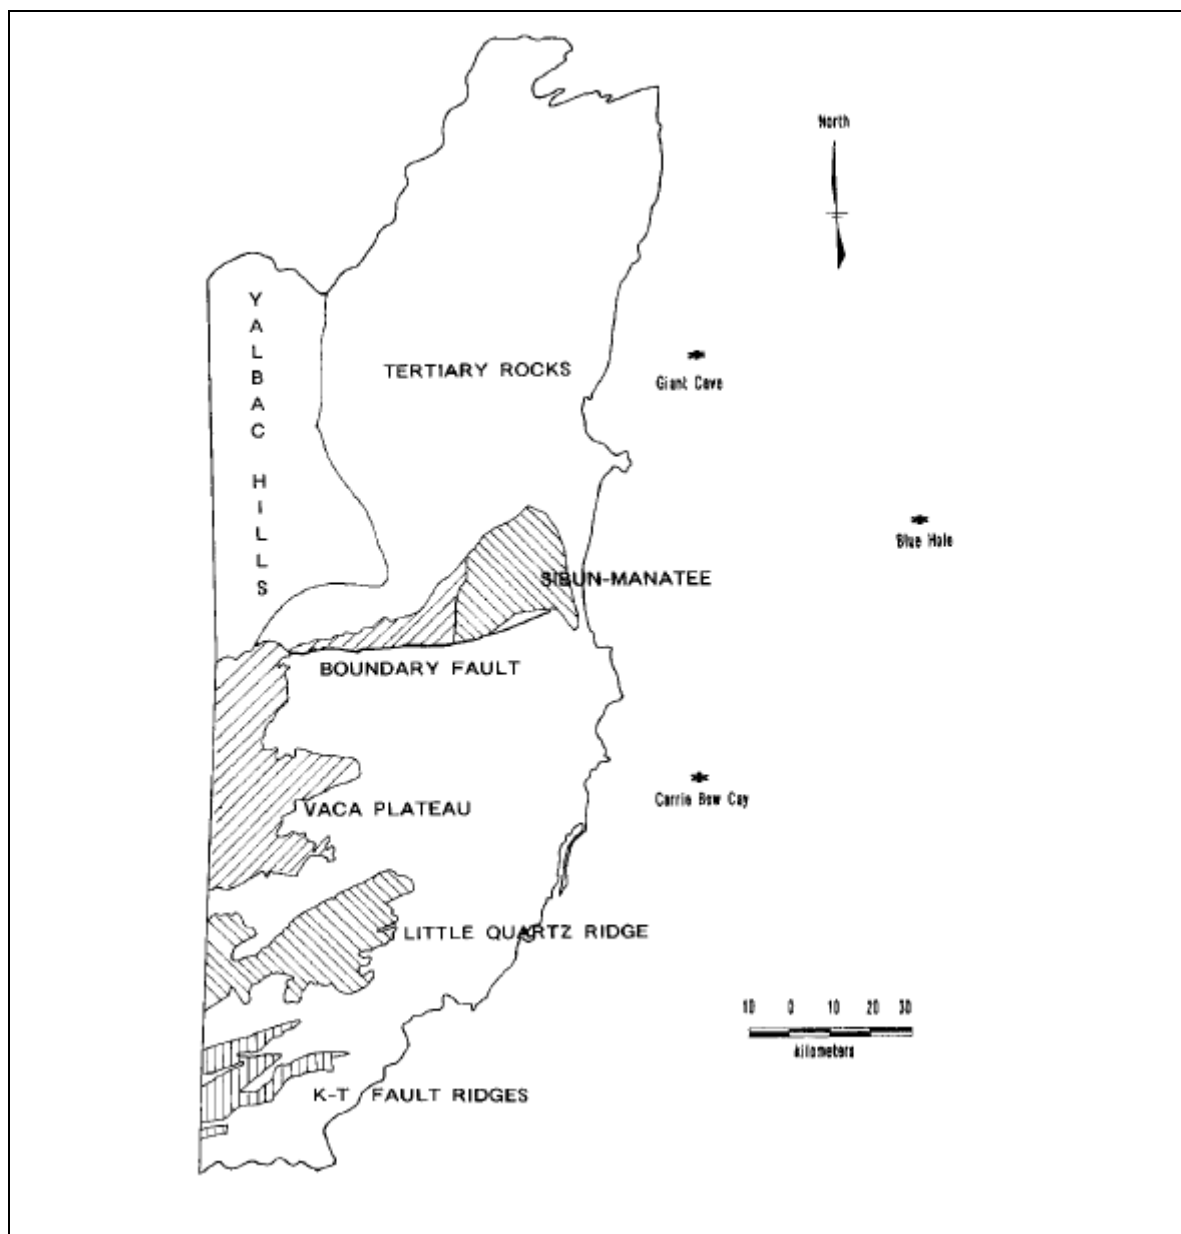 North
YALBAC HILLS
TERTIARY ROCKS
Giant Cave
Blue Hole
SIBUN-MANATEE
BOUNDARY FAULT
VACA PLATEAU
Carrie Bow Cay
LITTLE QUARTZ RIDGE
10 0 10 20 30
kilometers
K-T FAULT RIDGES